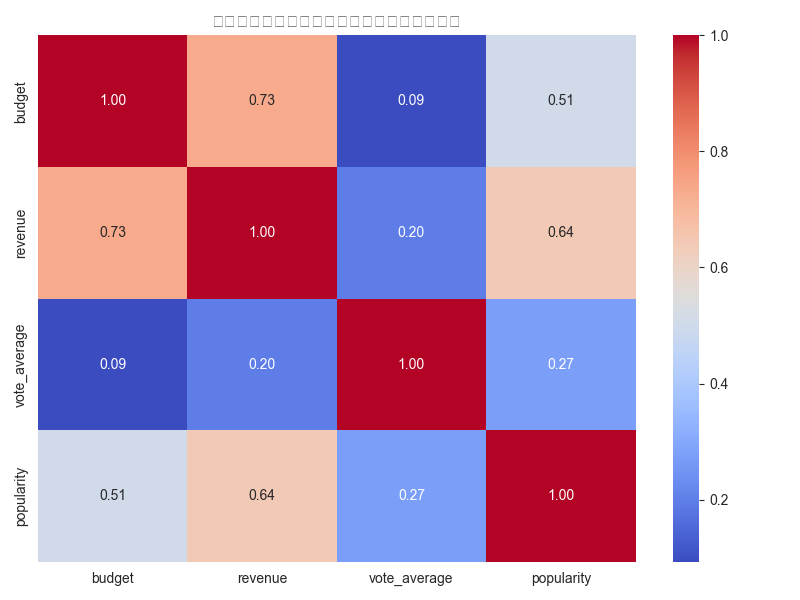 1.0
budget 1.00 0.73 0.09 0.51
0.8
revenue 0.73 1.00 0.20 0.64
0.6
vote_average 0.09 0.20 1.00 0.27
0.4
popularity 0.51 0.64 0.27 1.00
0.2
budget revenue vote_average popularity